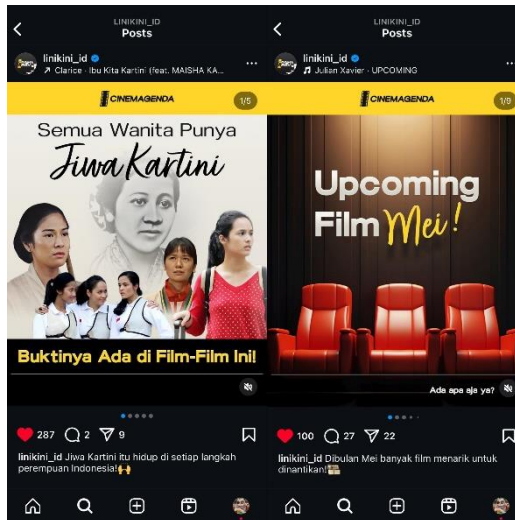 LINIKINI_ID
Posts
linikini_id
Clarice · Ibu Kita Kartini (feat. MAISHA KA...
CINEMAGENDA
1/5
Semua Wanita Punya
Jiwa Kartini
Buktinya Ada di Film-Film Ini!
287 2 9
linikini_id Jiwa Kartini itu hidup di setiap langkah
perempuan Indonesia!🙌
LINIKINI_ID
Posts
linikini_id
Julian Xavier · UPCOMING
CINEMAGENDA
1/9
Upcoming
Film Mei!
Ada apa aja ya?
100 27 22
linikini_id Dibulan Mei banyak film menarik untuk
dinantikan!